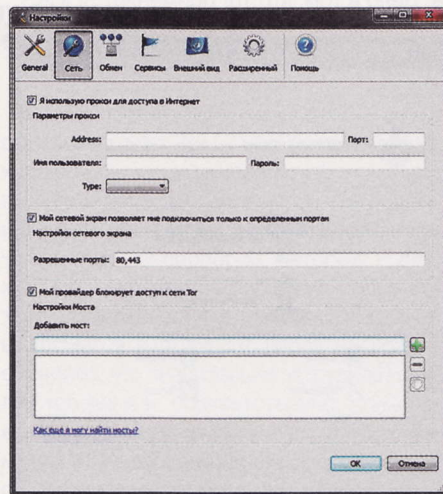 Настройки
General Сеть Обмен Сервисы Внешний вид Расширенный Помощь
Я использую прокси для доступа в Интернет
Параметры прокси
Address: Порт:
Имя пользователя: Пароль:
Type:
Мой сетевой экран позволяет мне подключиться только к определенным портам
Настройки сетевого экрана
Разрешенные порты: 80,443
Мой провайдер блокирует доступ к сети Tor
Настройки Моста
Добавить мост:
Как еще я могу найти мосты?
OK Отмена